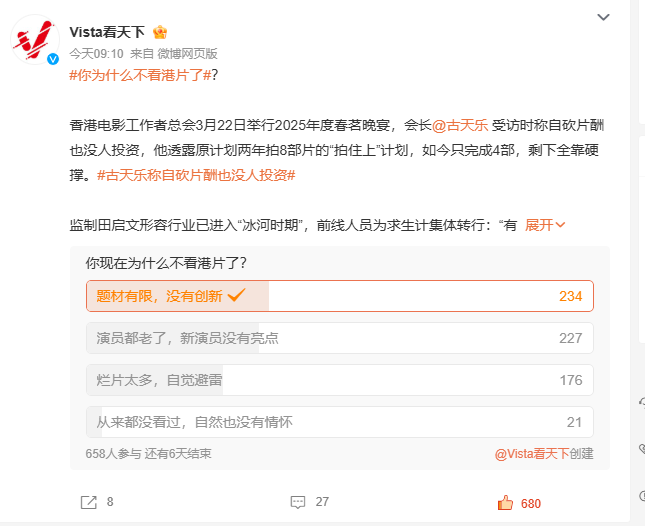 Vista看天下
今天09:10 来自 微博网页版
#你为什么不看港片了#?
香港电影工作者总会3月22日举行2025年度春茗晚宴，会长@古天乐 受访时称自砍片酬
也没人投资，他透露原计划两年拍8部片的“拍住上”计划，如今只完成4部，剩下全靠硬
撑。#古天乐称自砍片酬也没人投资#
监制田启文形容行业已进入“冰河时期”，前线人员为求生计集体转行：“有 展开
你现在为什么不看港片了？
题材有限，没有创新 234
演员都老了，新演员没有亮点 227
烂片太多，自觉避雷 176
从来都没看过，自然也没有情怀 21
658人参与 还有6天结束 @Vista看天下创建
8 27 680